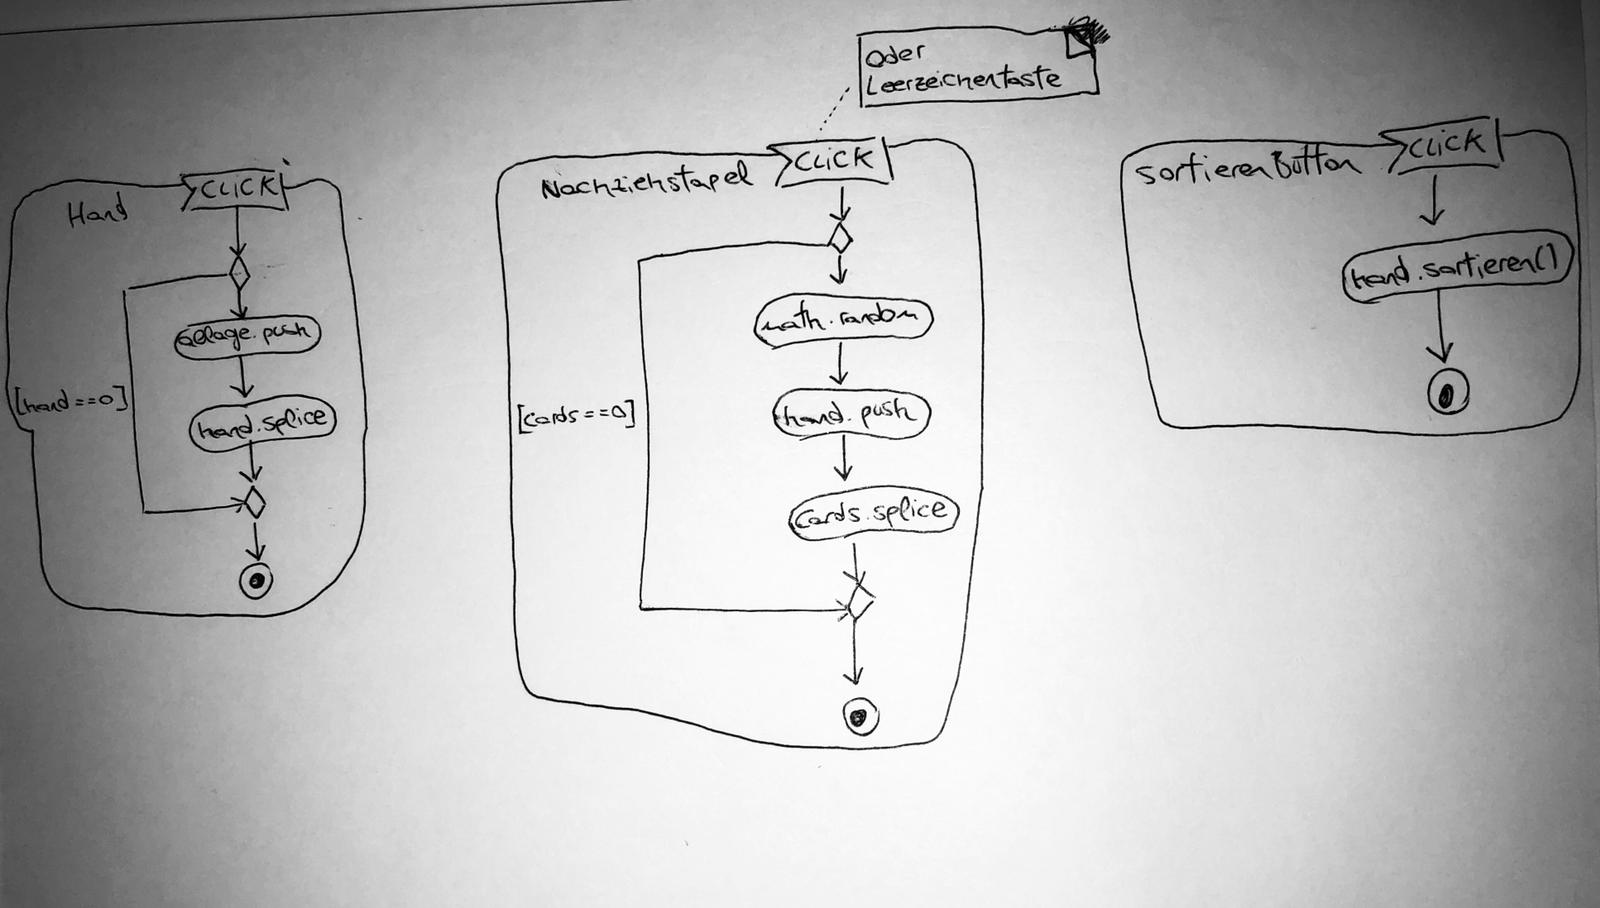 Oder
Leerzeichentaste
Hand
CLICK
ablage.push
[hand==0]
hand.splice
Nachziehstapel
CLICK
math.random
hand.push
[cards==0]
Cards.splice
sortierenButton
CLICK
hand.sortieren()